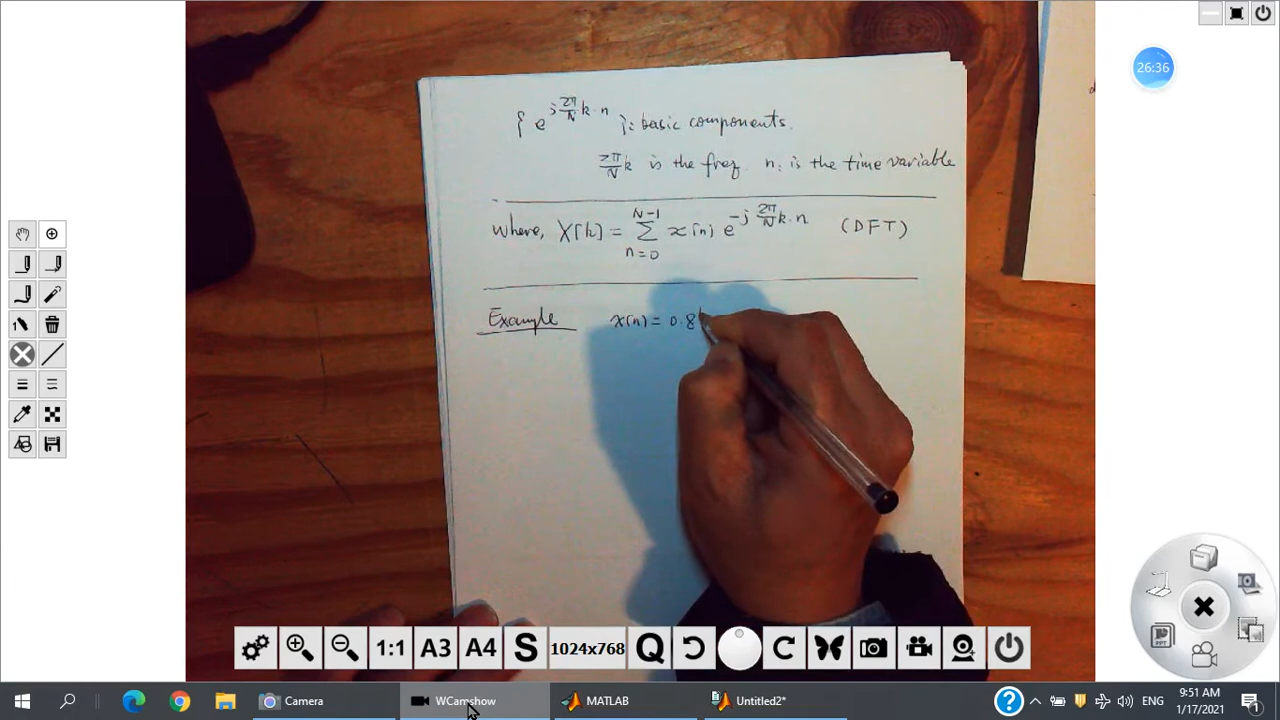 26:36
{ e^{j 2π/N k·n} }: basic components.
2π/N k is the freq. n: is the time variable
where, X[k] = Σ_{n=0}^{N-1} x[n] e^{-j 2π/N k·n} (DFT)
Example x[n] = 0.8
1:1 A3 A4 S 1024x768 Q
Camera WCamshow MATLAB Untitled2* ENG 9:51 AM
1/17/2021